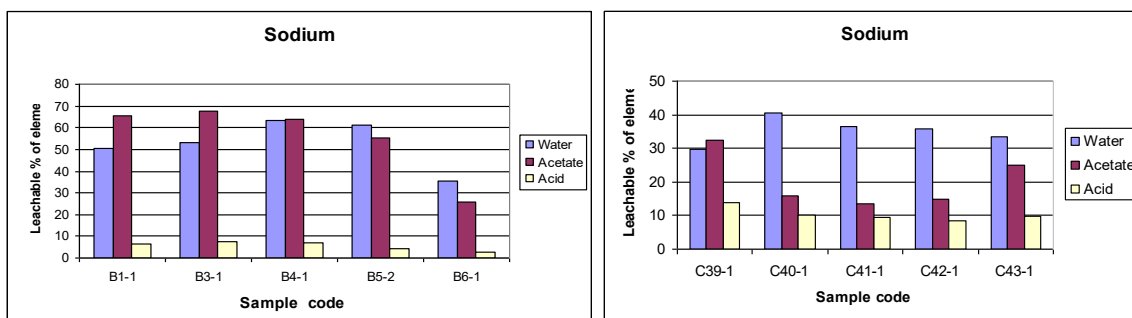 Sodium
80
70
60
50
40
30
20
10
0
Leachable % of eleme
B1-1 B3-1 B4-1 B5-2 B6-1
Sample code
Water
Acetate
Acid
Sodium
50
40
30
20
10
0
Leachable % of eleme
C39-1 C40-1 C41-1 C42-1 C43-1
Sample code
Water
Acetate
Acid